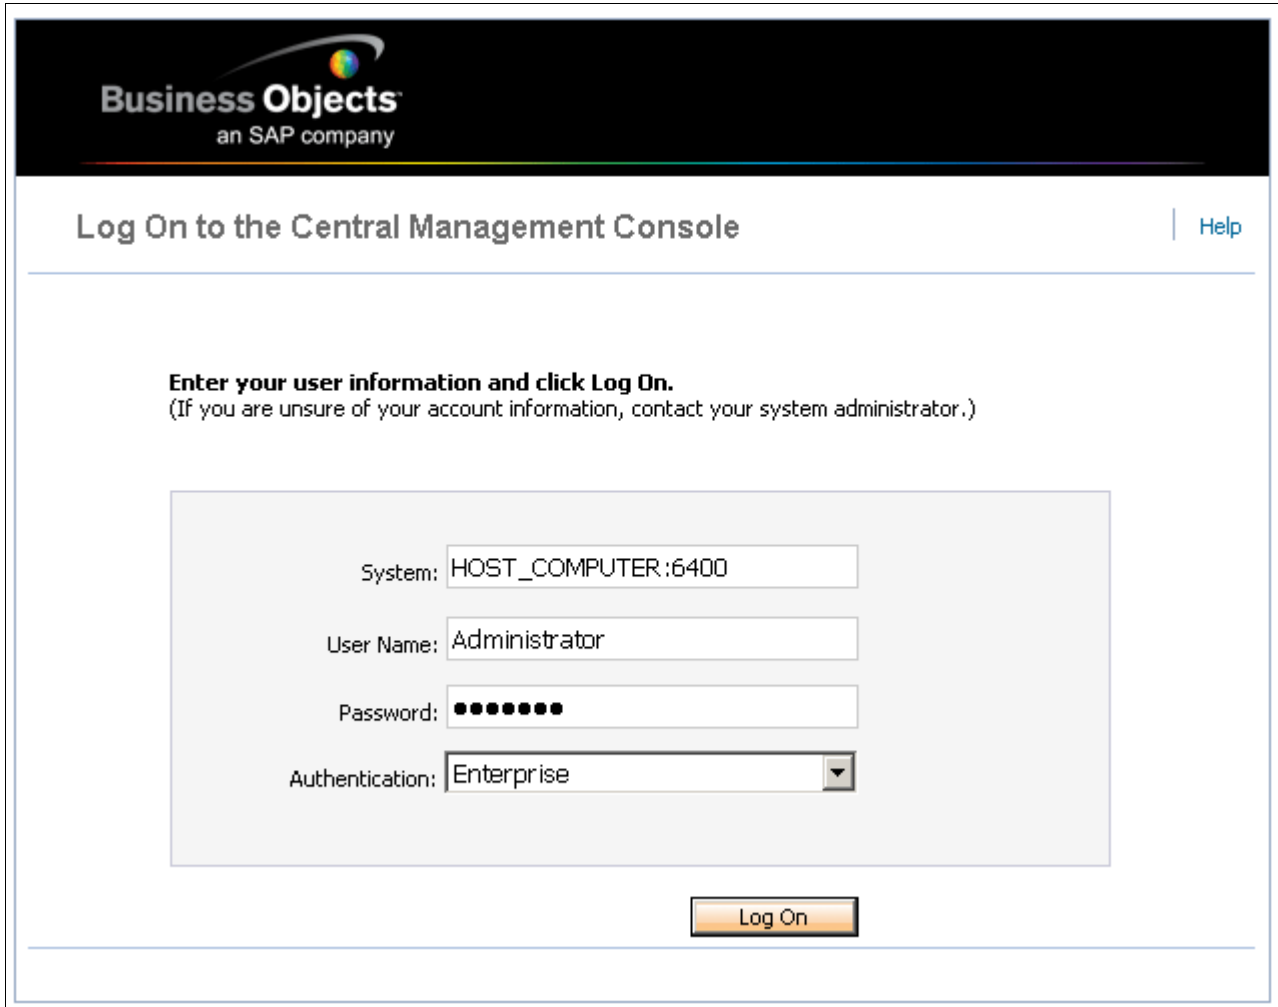 Business Objects™
an SAP company
Log On to the Central Management Console
Help
Enter your user information and click Log On.
(If you are unsure of your account information, contact your system administrator.)
System: HOST_COMPUTER:6400
User Name: Administrator
Password: ●●●●●●●
Authentication: Enterprise
Log On